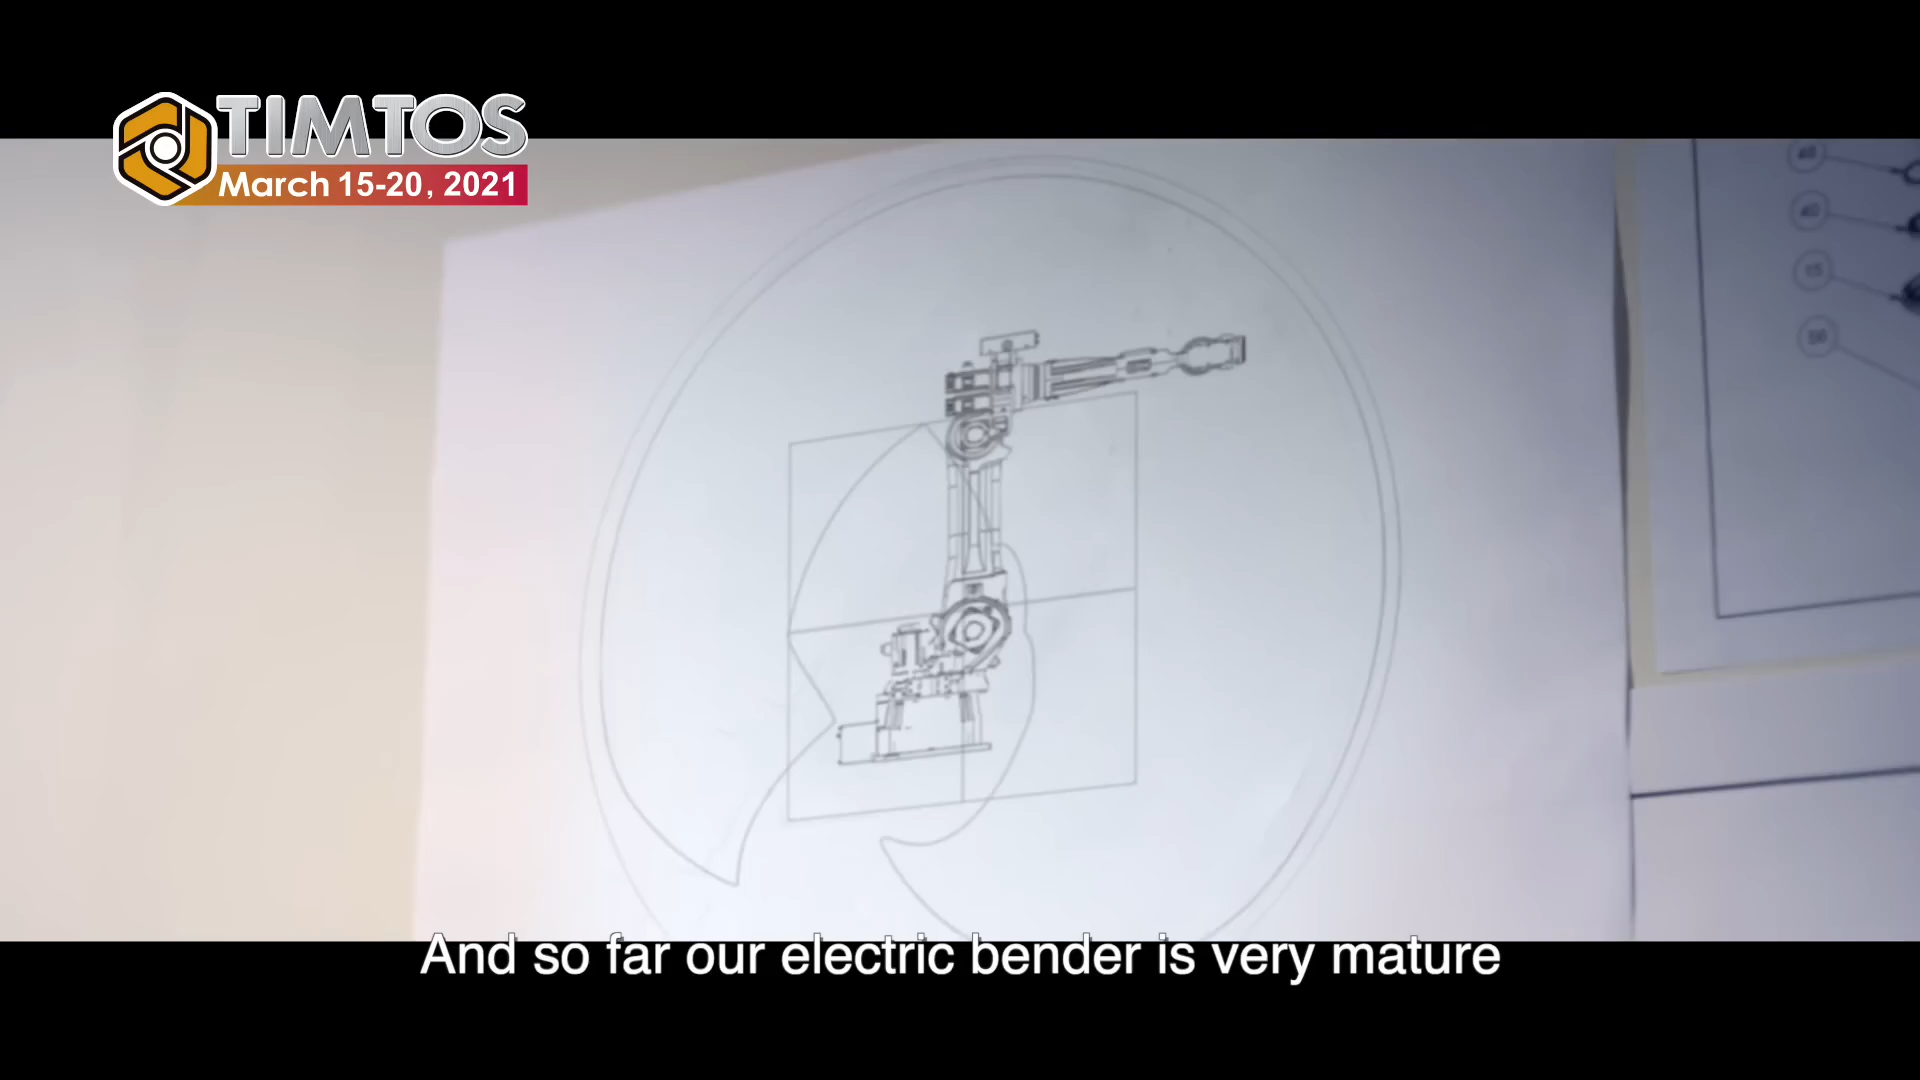 TIMTOS
March 15-20, 2021
And so far our electric bender is very mature